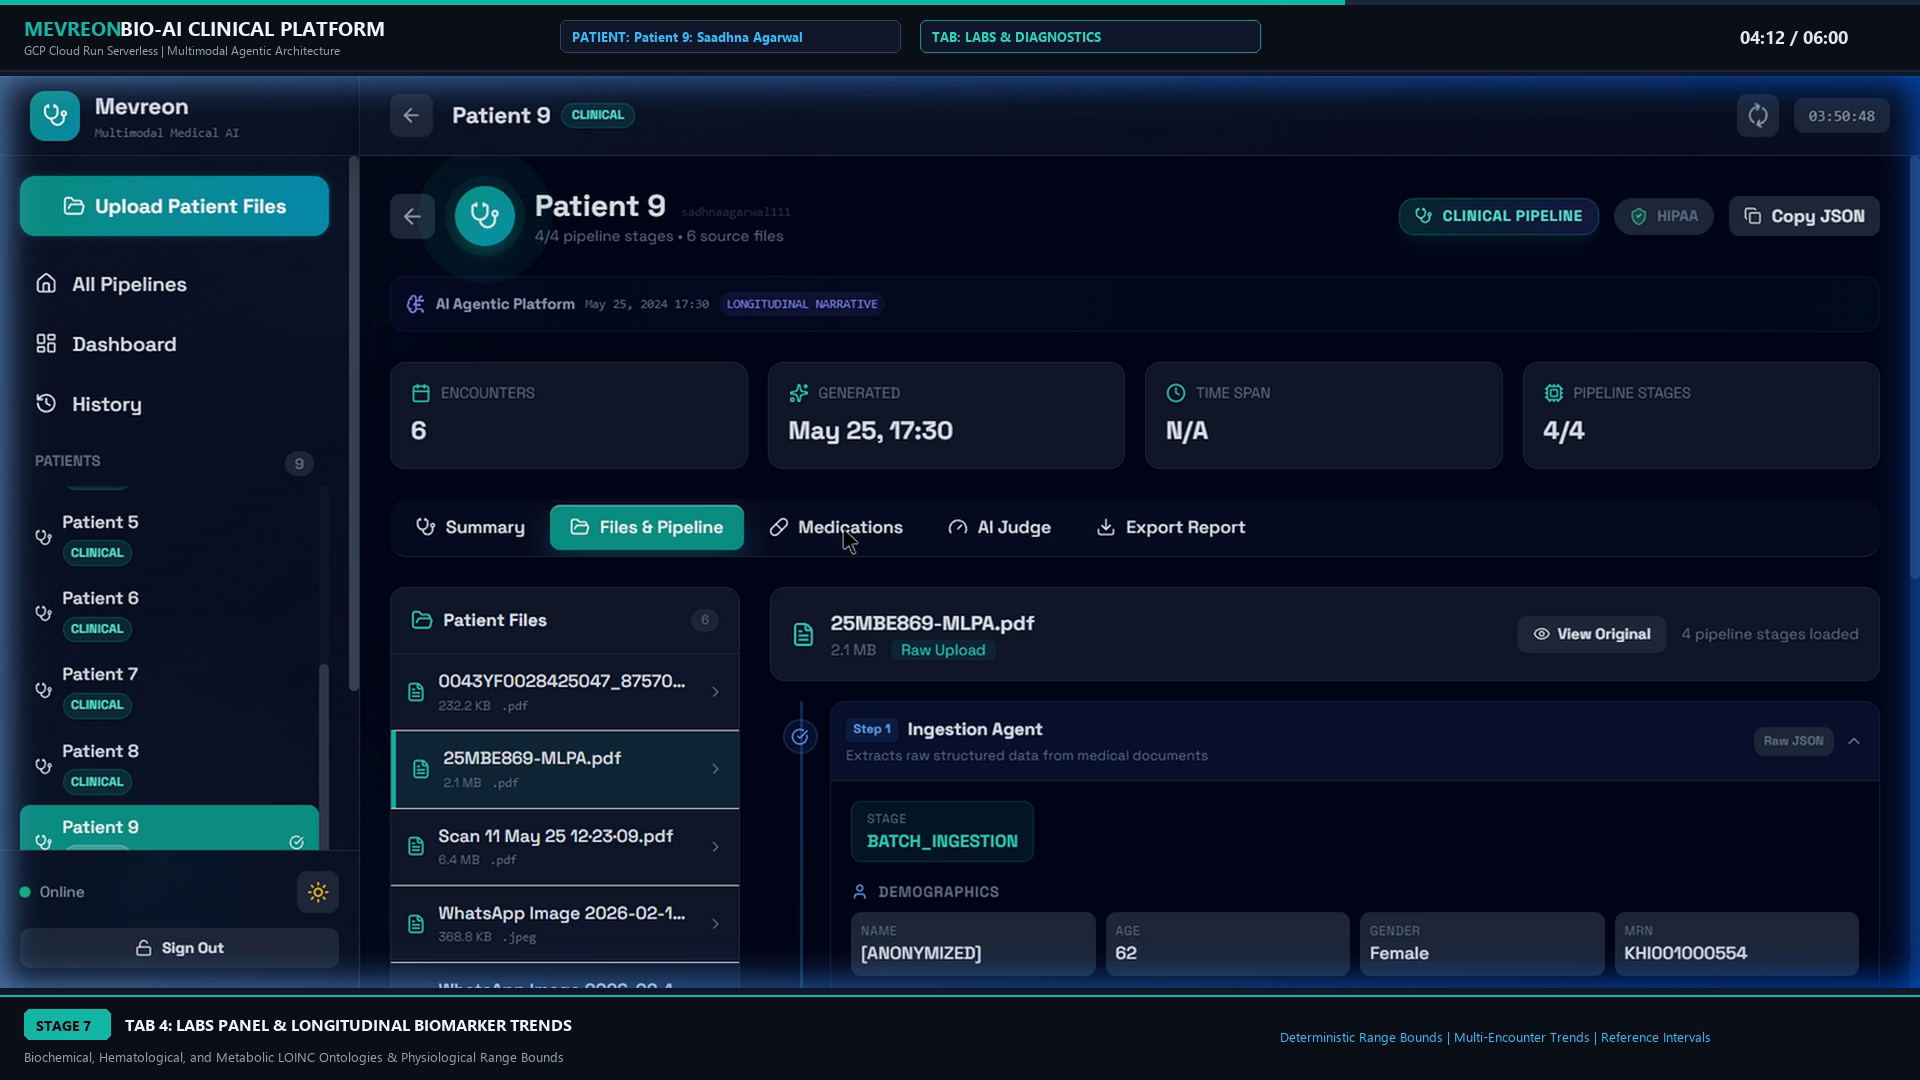 MEVREONBIO-AI CLINICAL PLATFORM
GCP Cloud Run Serverless | Multimodal Agentic Architecture
PATIENT: Patient 9: Saadhna Agarwal
TAB: LABS & DIAGNOSTICS
04:12 / 06:00
Mevreon
Multimodal Medical AI
Patient 9
CLINICAL
03:50:48
Upload Patient Files
All Pipelines
Dashboard
History
PATIENTS
9
Patient 5
CLINICAL
Patient 6
CLINICAL
Patient 7
CLINICAL
Patient 8
CLINICAL
Patient 9
Online
Sign Out
Patient 9
sadhnaagarwal111
4/4 pipeline stages • 6 source files
CLINICAL PIPELINE
HIPAA
Copy JSON
AI Agentic Platform
May 25, 2024 17:30
LONGITUDINAL NARRATIVE
ENCOUNTERS
6
GENERATED
May 25, 17:30
TIME SPAN
N/A
PIPELINE STAGES
4/4
Summary
Files & Pipeline
Medications
AI Judge
Export Report
Patient Files
6
0043YF0028425047_87570...
232.2 KB .pdf
25MBE869-MLPA.pdf
2.1 MB .pdf
Scan 11 May 25 12·23·09.pdf
6.4 MB .pdf
WhatsApp Image 2026-02-1...
368.8 KB .jpeg
25MBE869-MLPA.pdf
2.1 MB
Raw Upload
View Original
4 pipeline stages loaded
Step 1
Ingestion Agent
Extracts raw structured data from medical documents
Raw JSON
STAGE
BATCH_INGESTION
DEMOGRAPHICS
NAME
[ANONYMIZED]
AGE
62
GENDER
Female
MRN
KHI001000554
STAGE 7
TAB 4: LABS PANEL & LONGITUDINAL BIOMARKER TRENDS
Biochemical, Hematological, and Metabolic LOINC Ontologies & Physiological Range Bounds
Deterministic Range Bounds | Multi-Encounter Trends | Reference Intervals